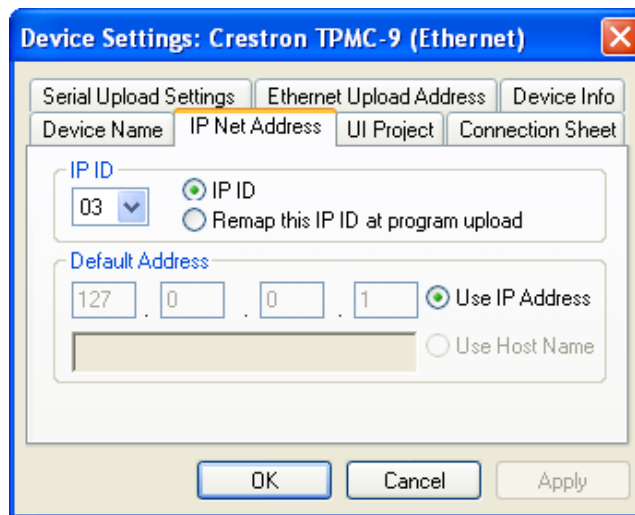 Device Settings: Crestron TPMC-9 (Ethernet)
Serial Upload Settings Ethernet Upload Address Device Info
Device Name IP Net Address UI Project Connection Sheet
IP ID
03 IP ID
Remap this IP ID at program upload
Default Address
127 . 0 . 0 . 1 Use IP Address
Use Host Name
OK Cancel Apply